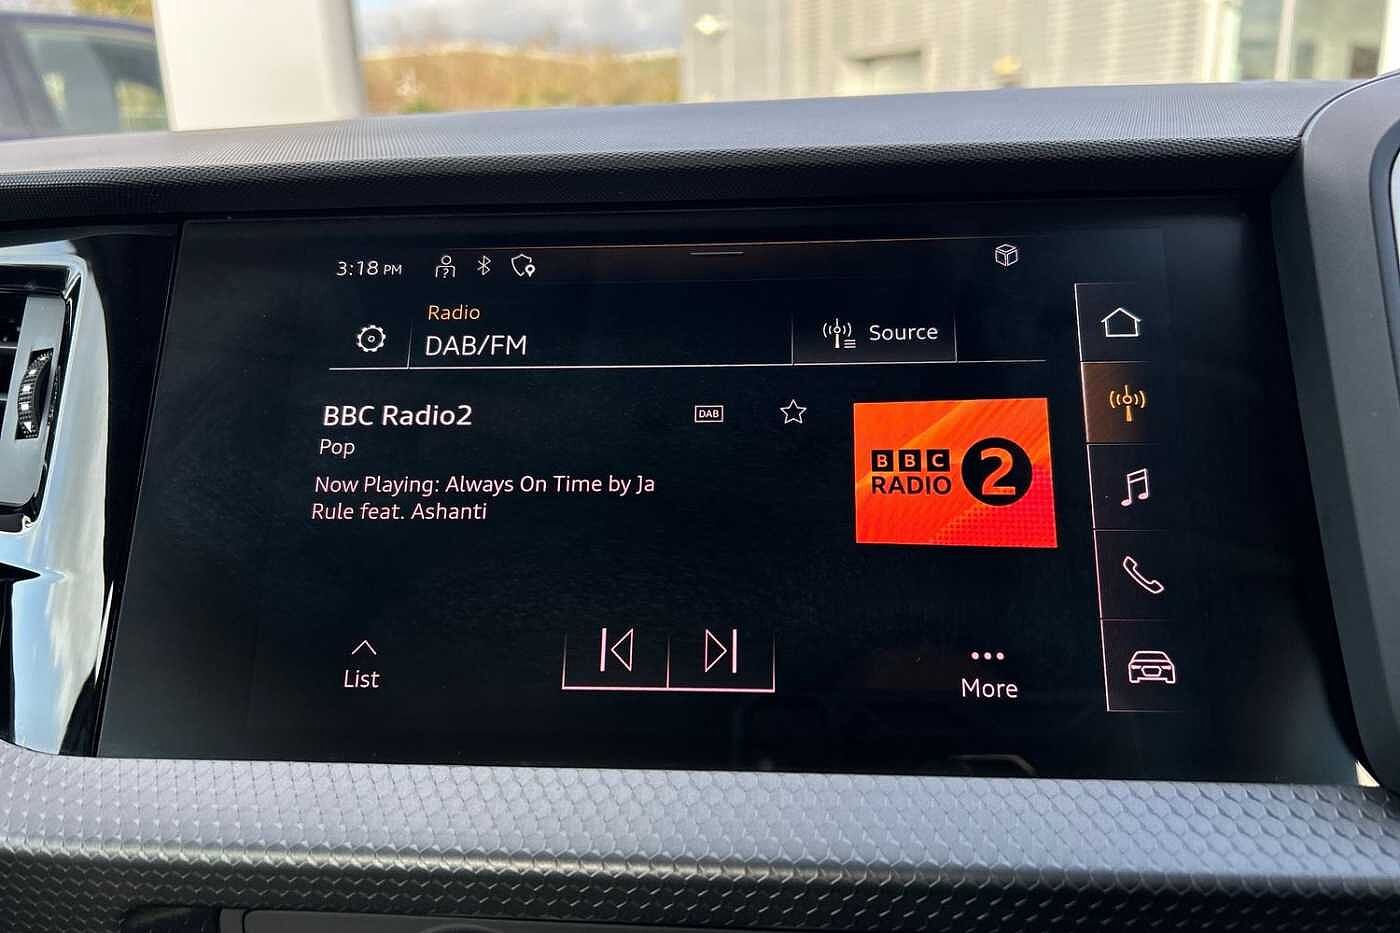 3:18 PM
Radio
DAB/FM
Source
BBC Radio2
DAB
Pop
Now Playing: Always On Time by Ja
Rule feat. Ashanti
BBC
RADIO 2
List
More